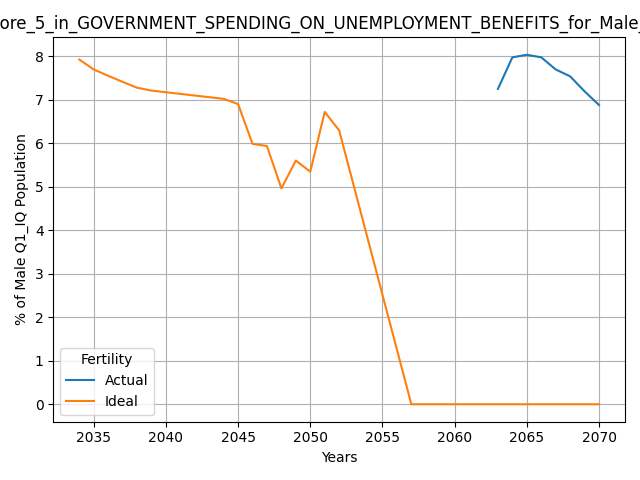 ore_5_in_GOVERNMENT_SPENDING_ON_UNEMPLOYMENT_BENEFITS_for_Male_
% of Male Q1_IQ Population
8
7
6
5
4
3
2
1
0
Fertility
Actual
Ideal
2035 2040 2045 2050 2055 2060 2065 2070
Years